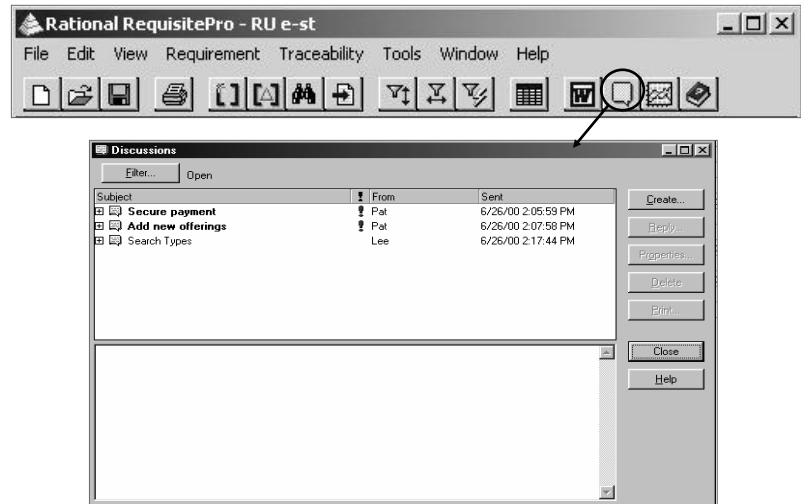 Rational RequisitePro - RU e-st
File Edit View Requirement Traceability Tools Window Help
Discussions
Filter... Open
Subject ! From Sent
Create...
Secure payment ! Pat 6/26/00 2:05:59 PM
Add new offerings ! Pat 6/26/00 2:07:58 PM
Reply...
Search Types Lee 6/26/00 2:17:44 PM
Properties...
Delete
Print...
Close
Help